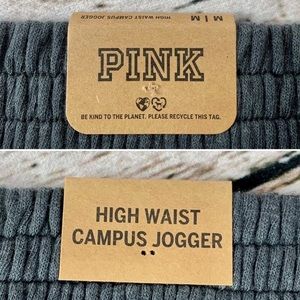 HIGH WAIST CAMPUS JOGGER
M | M
PINK
BE KIND TO THE PLANET. PLEASE RECYCLE THIS TAG.
HIGH WAIST
CAMPUS JOGGER